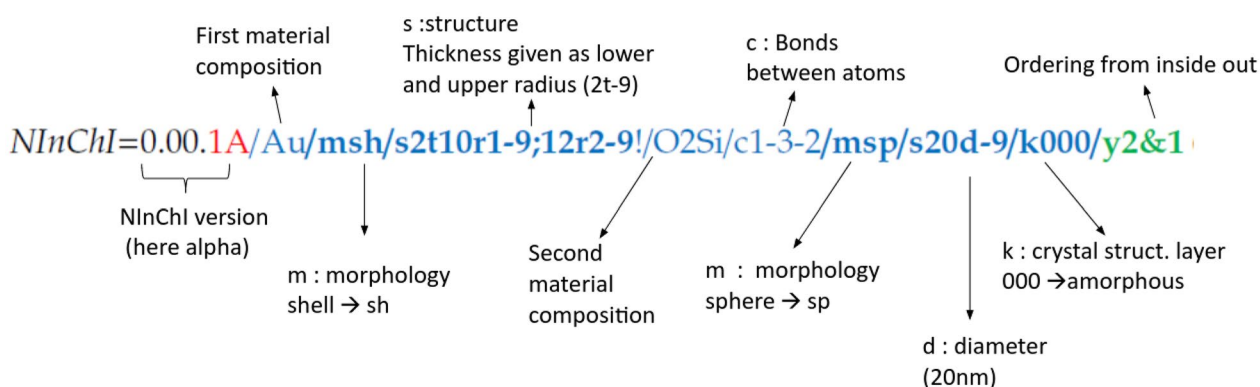 First material
composition
s :structure
Thickness given as lower
and upper radius (2t-9)
c : Bonds
between atoms
Ordering from inside out
NInChI=0.00.1A/Au/msh/s2t10r1-9;12r2-9!/O2Si/c1-3-2/msp/s20d-9/k000/y2&1
NInChI version
(here alpha)
m : morphology
shell → sh
Second
material
composition
m : morphology
sphere → sp
d : diameter
(20nm)
k : crystal struct. layer
000 →amorphous